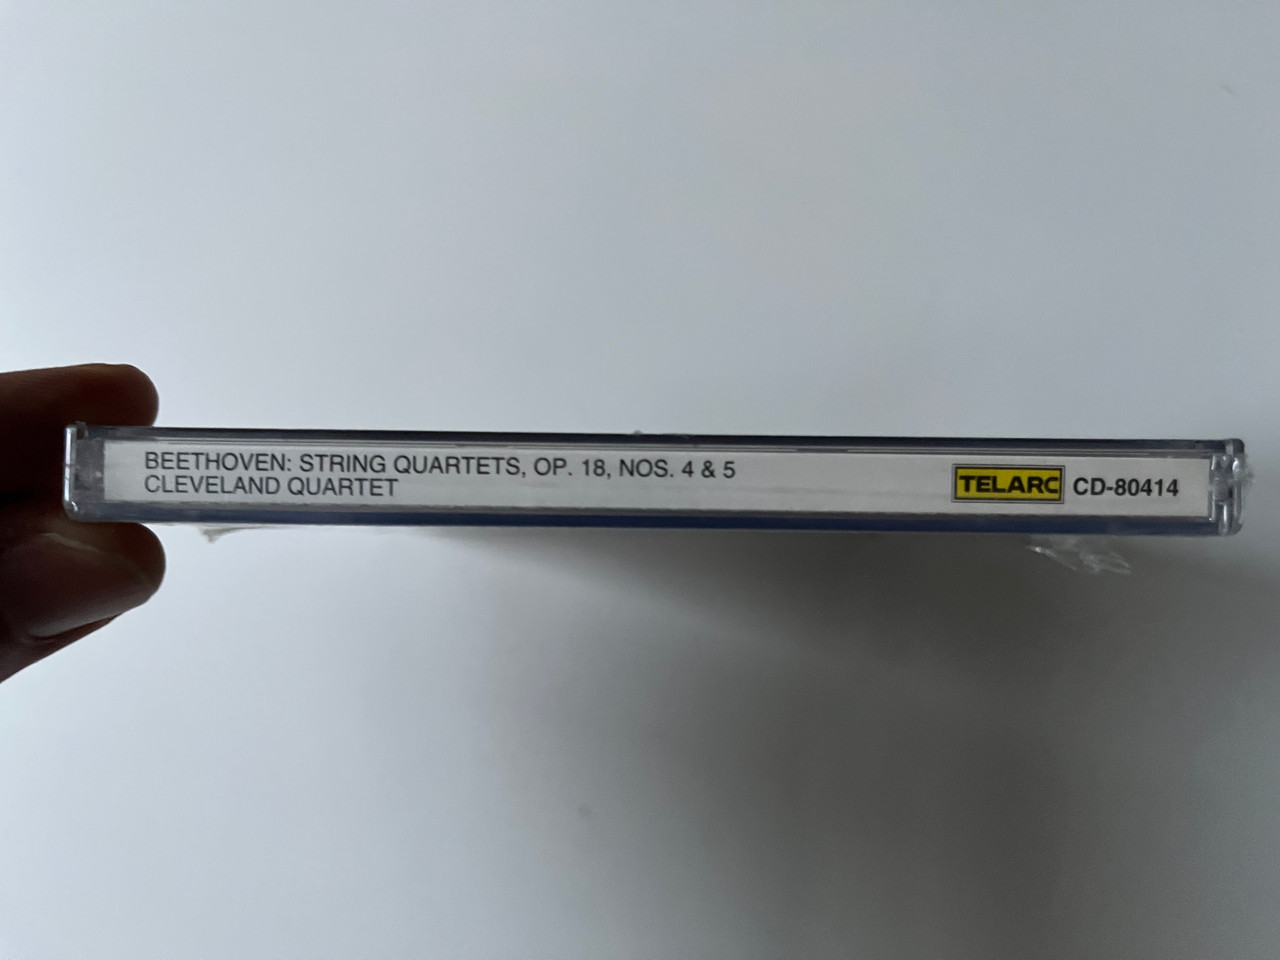 BEETHOVEN: STRING QUARTETS, OP. 18, NOS. 4 & 5
CLEVELAND QUARTET
TELARC CD-80414